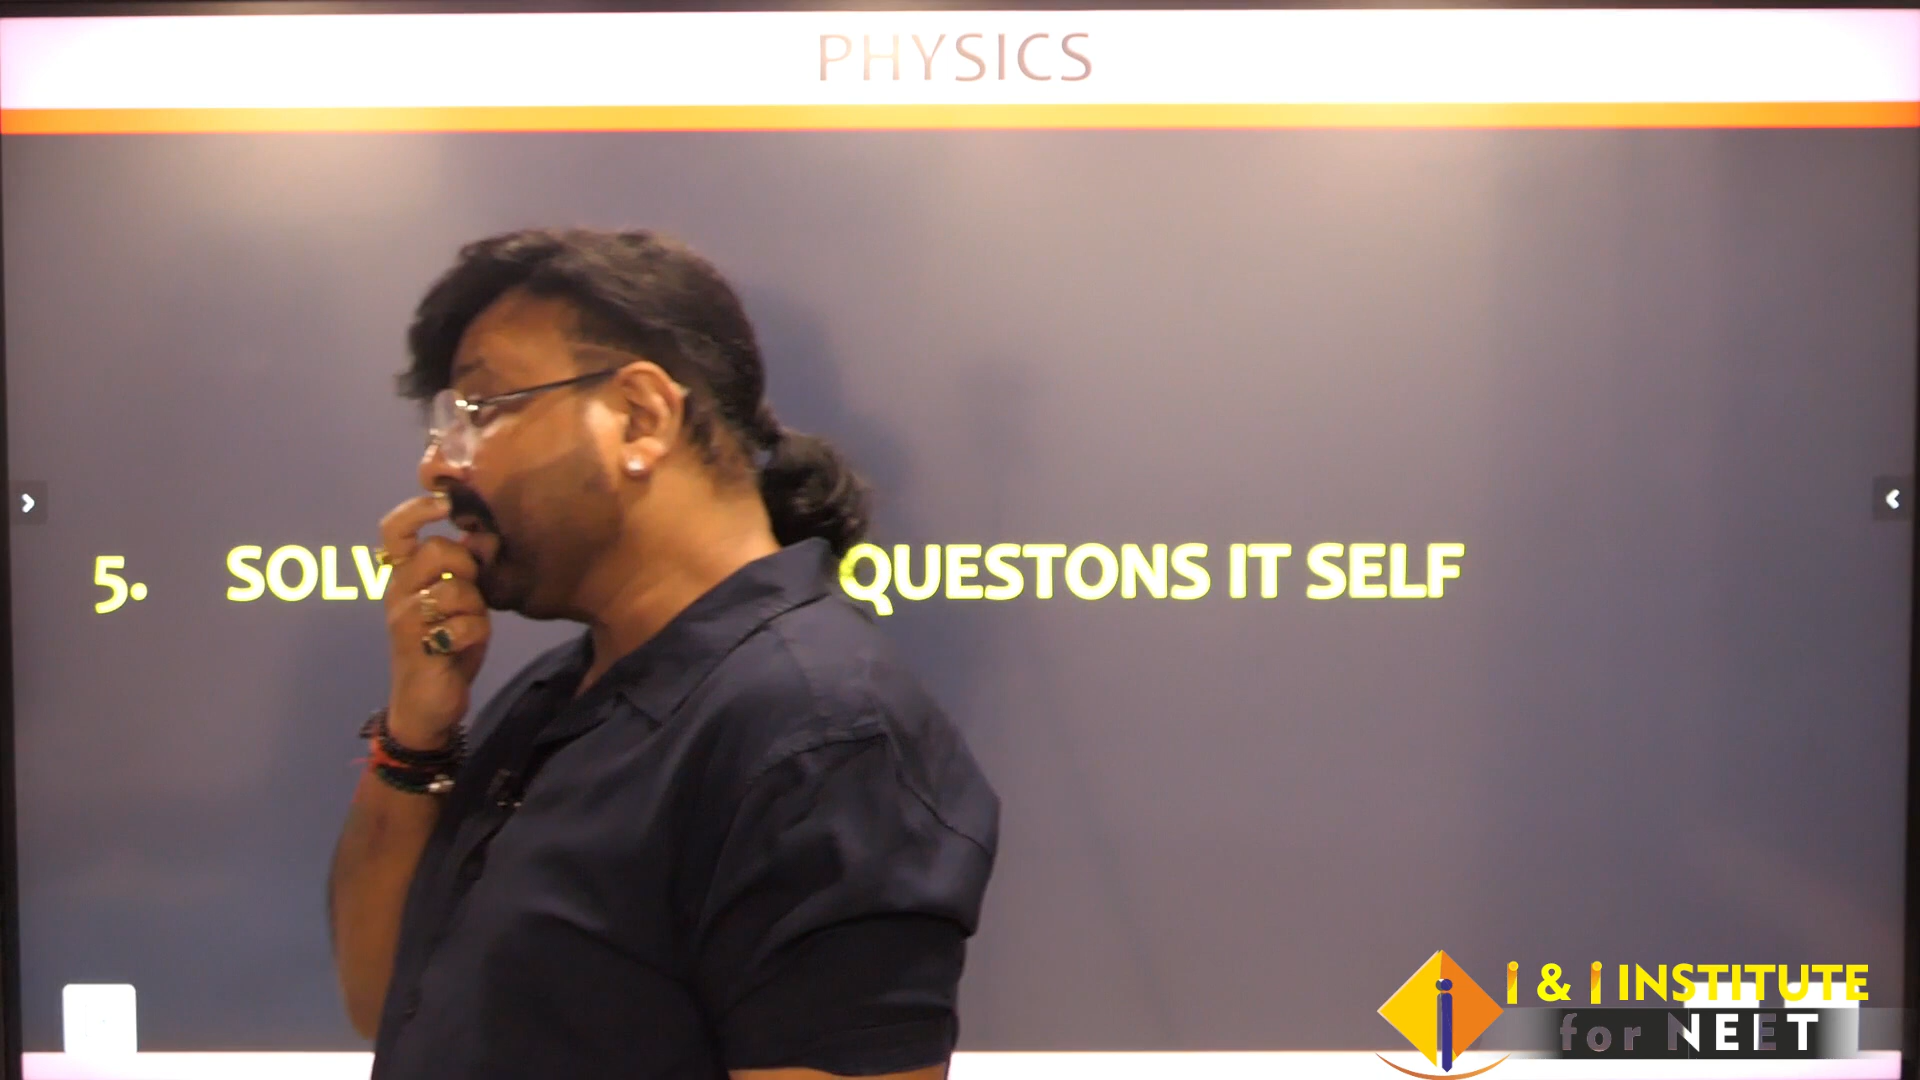 PHYSICS
5. SOLV QUESTONS IT SELF
i & i INSTITUTE
for NEET